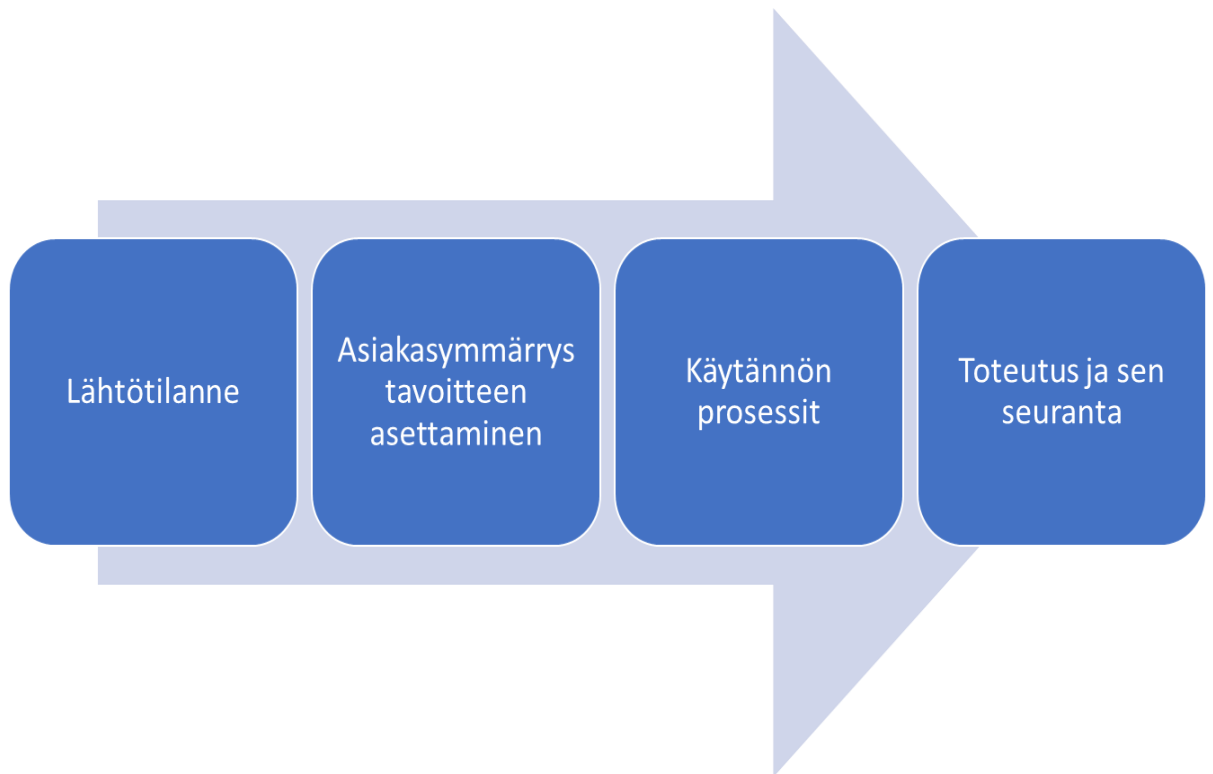 Lähtötilanne
Asiakasymmärrys
tavoitteen
asettaminen
Käytännön
prosessit
Toteutus ja sen
seuranta